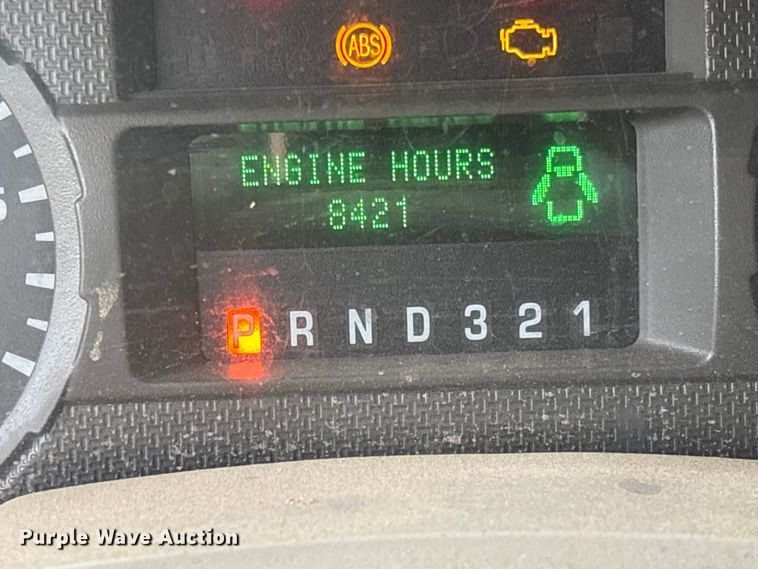 ABS
ENGINE HOURS
8421
P R N D 3 2 1
Purple Wave Auction